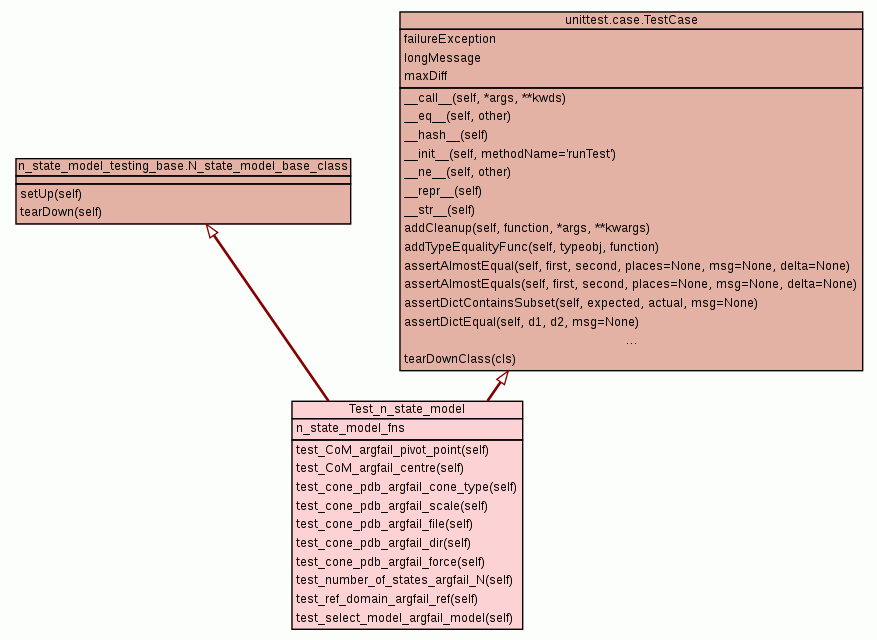 unittest.case.TestCase
failureException
longMessage
maxDiff
__call__(self, *args, **kwds)
__eq__(self, other)
__hash__(self)
__init__(self, methodName='runTest')
__ne__(self, other)
__repr__(self)
__str__(self)
addCleanup(self, function, *args, **kwargs)
addTypeEqualityFunc(self, typeobj, function)
assertAlmostEqual(self, first, second, places=None, msg=None, delta=None)
assertAlmostEquals(self, first, second, places=None, msg=None, delta=None)
assertDictContainsSubset(self, expected, actual, msg=None)
assertDictEqual(self, d1, d2, msg=None)
...
tearDownClass(cls)
n_state_model_testing_base.N_state_model_base_class
setUp(self)
tearDown(self)
Test_n_state_model
n_state_model_fns
test_CoM_argfail_pivot_point(self)
test_CoM_argfail_centre(self)
test_cone_pdb_argfail_cone_type(self)
test_cone_pdb_argfail_scale(self)
test_cone_pdb_argfail_file(self)
test_cone_pdb_argfail_dir(self)
test_cone_pdb_argfail_force(self)
test_number_of_states_argfail_N(self)
test_ref_domain_argfail_ref(self)
test_select_model_argfail_model(self)